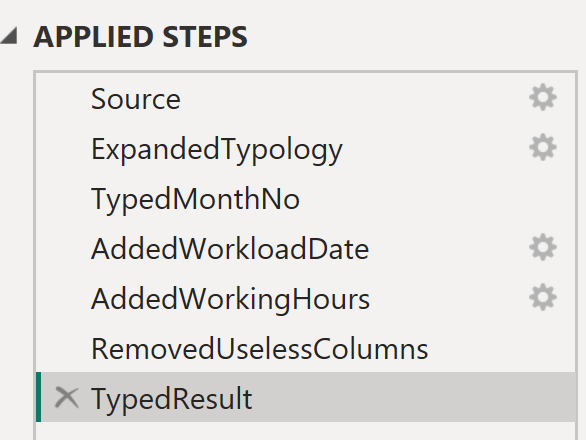 APPLIED STEPS
Source
ExpandedTypology
TypedMonthNo
AddedWorkloadDate
AddedWorkingHours
RemovedUselessColumns
TypedResult